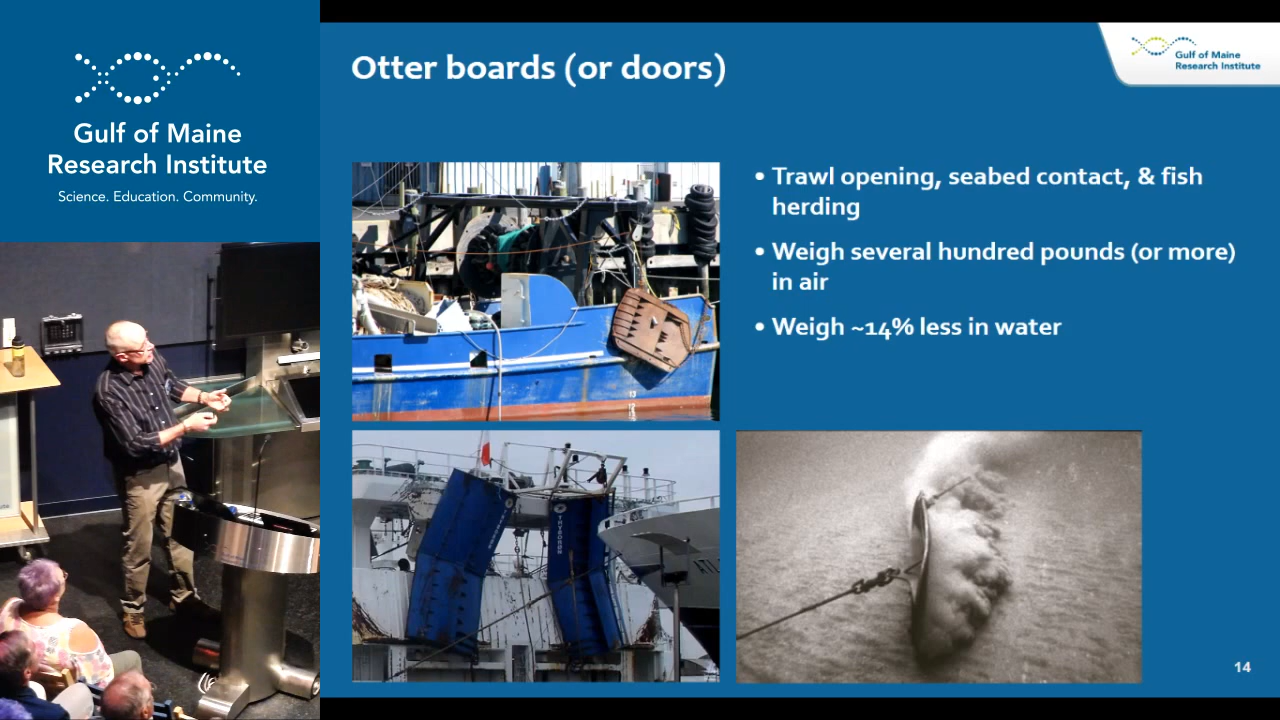 Gulf of Maine
Research Institute
Science. Education. Community.
Otter boards (or doors)
Gulf of Maine
Research Institute
• Trawl opening, seabed contact, & fish
herding
• Weigh several hundred pounds (or more)
in air
• Weigh ~14% less in water
THYBORØN
14